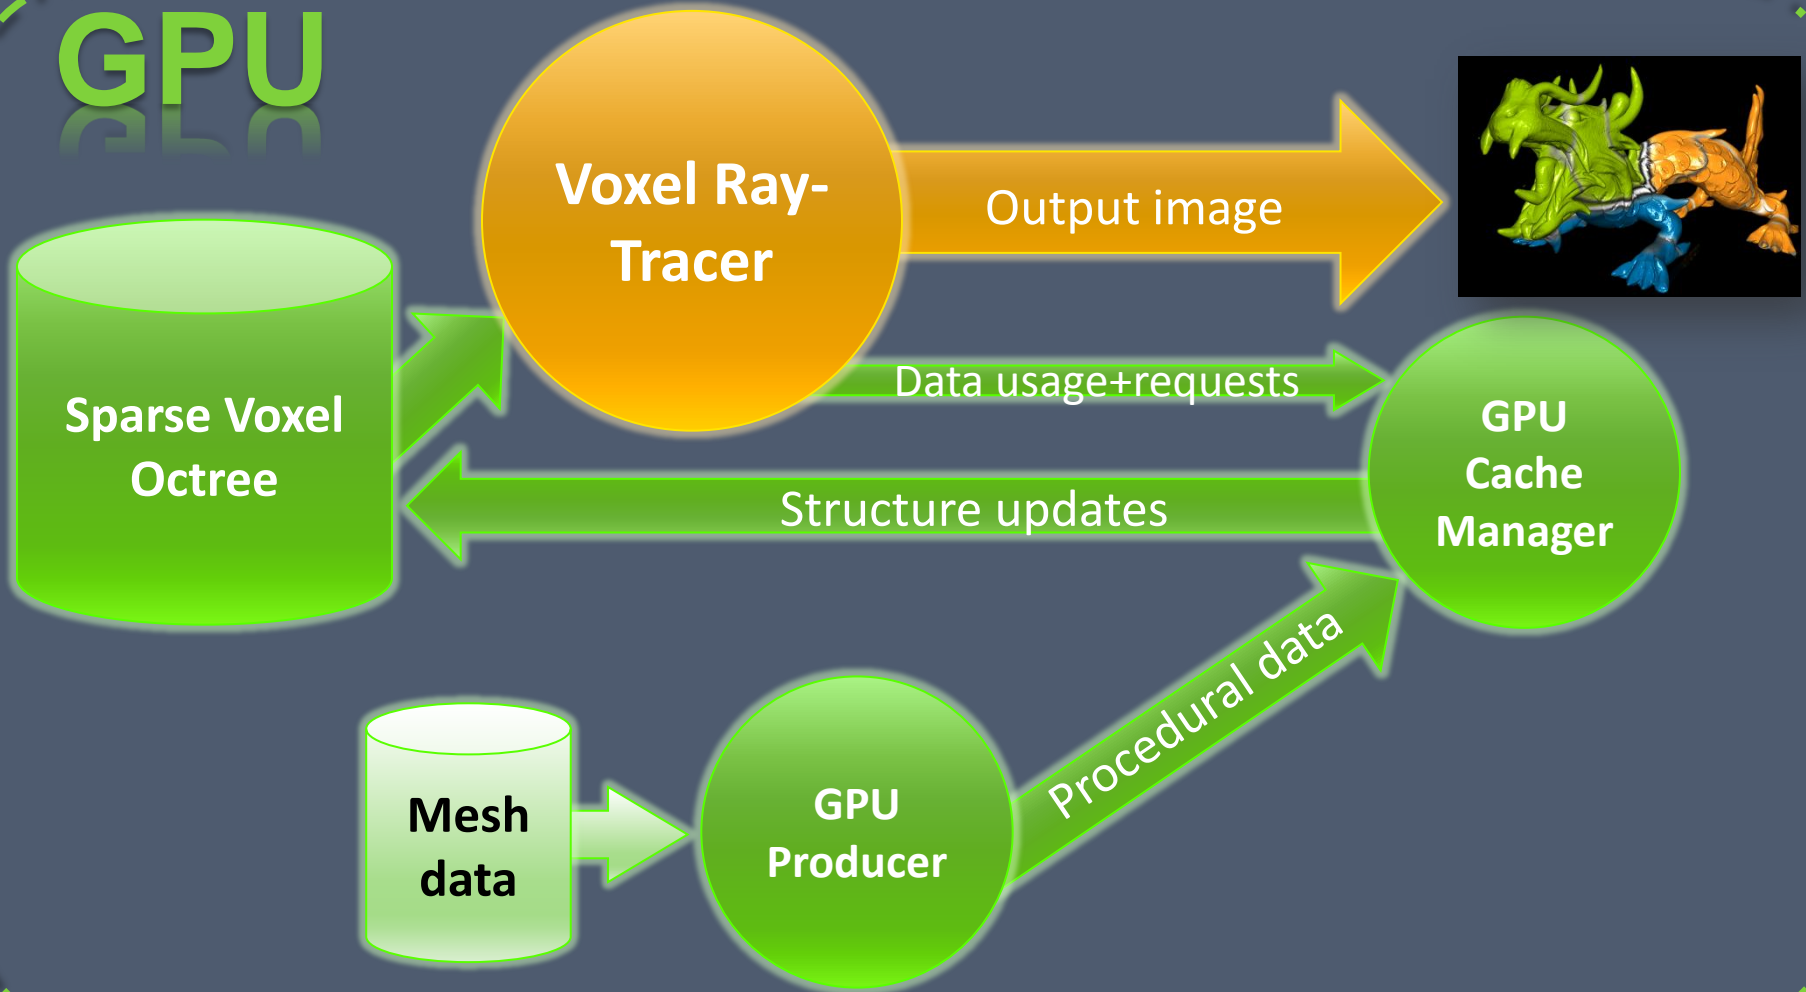 GPU
Voxel Ray-
Tracer
Output image
Sparse Voxel
Octree
Data usage+requests
GPU
Cache
Manager
Structure updates
Procedural data
Mesh
data
GPU
Producer